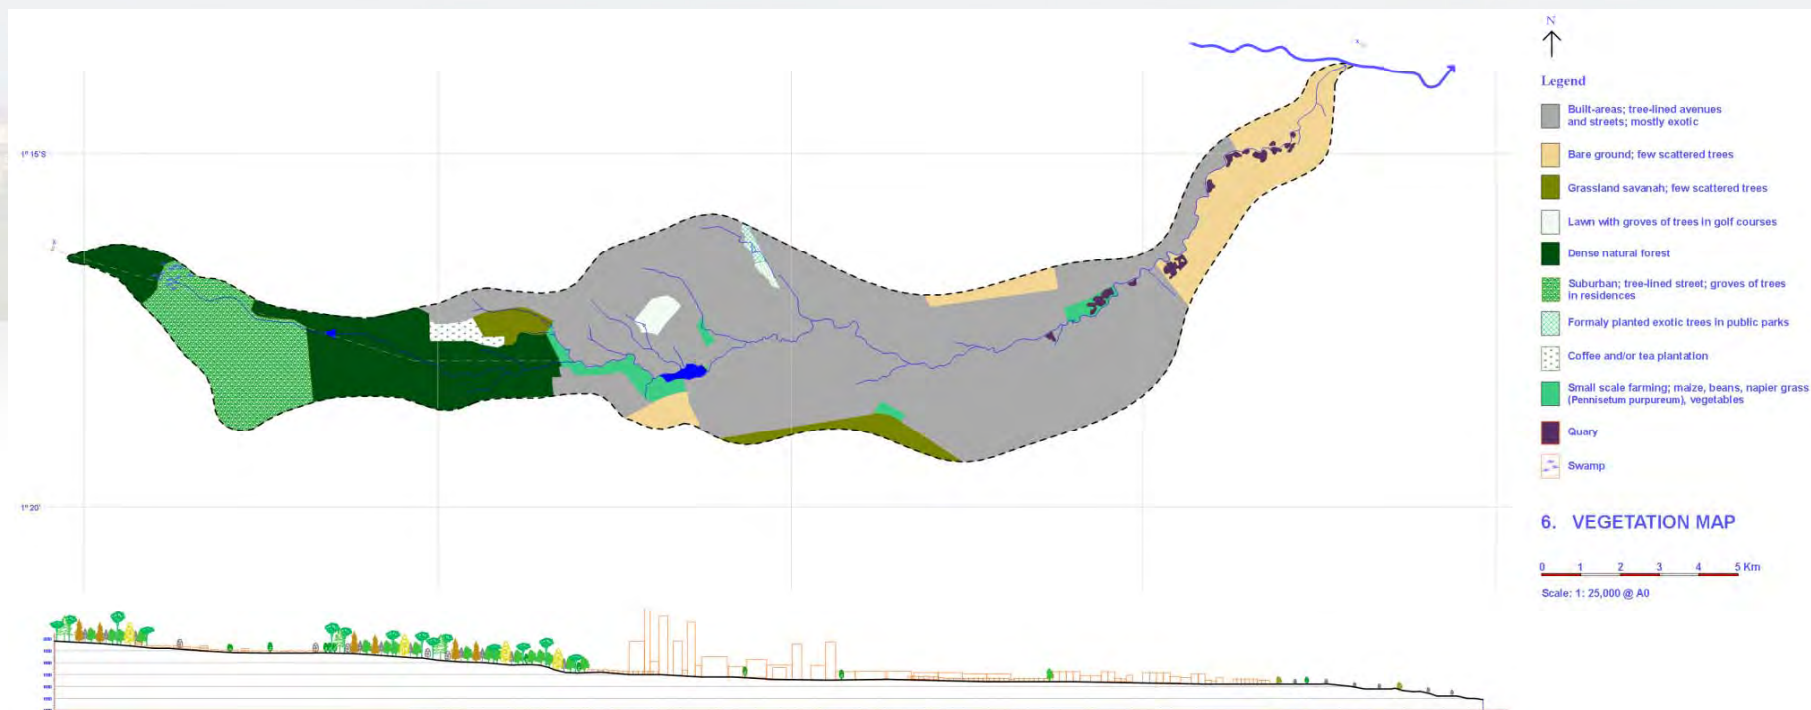 N
Legend
Built-areas; tree-lined avenues
and streets; mostly exotic
Bare ground; few scattered trees
Grassland savanah; few scattered trees
Lawn with groves of trees in golf courses
Dense natural forest
Suburban; tree-lined street; groves of trees
in residences
Formaly planted exotic trees in public parks
Coffee and/or tea plantation
Small scale farming; maize, beans, napier grass
(Pennisetum purpureum), vegetables
Quary
Swamp
6. VEGETATION MAP
0 1 2 3 4 5 Km
Scale: 1: 25,000 @ A0
1° 15'S
1° 20'